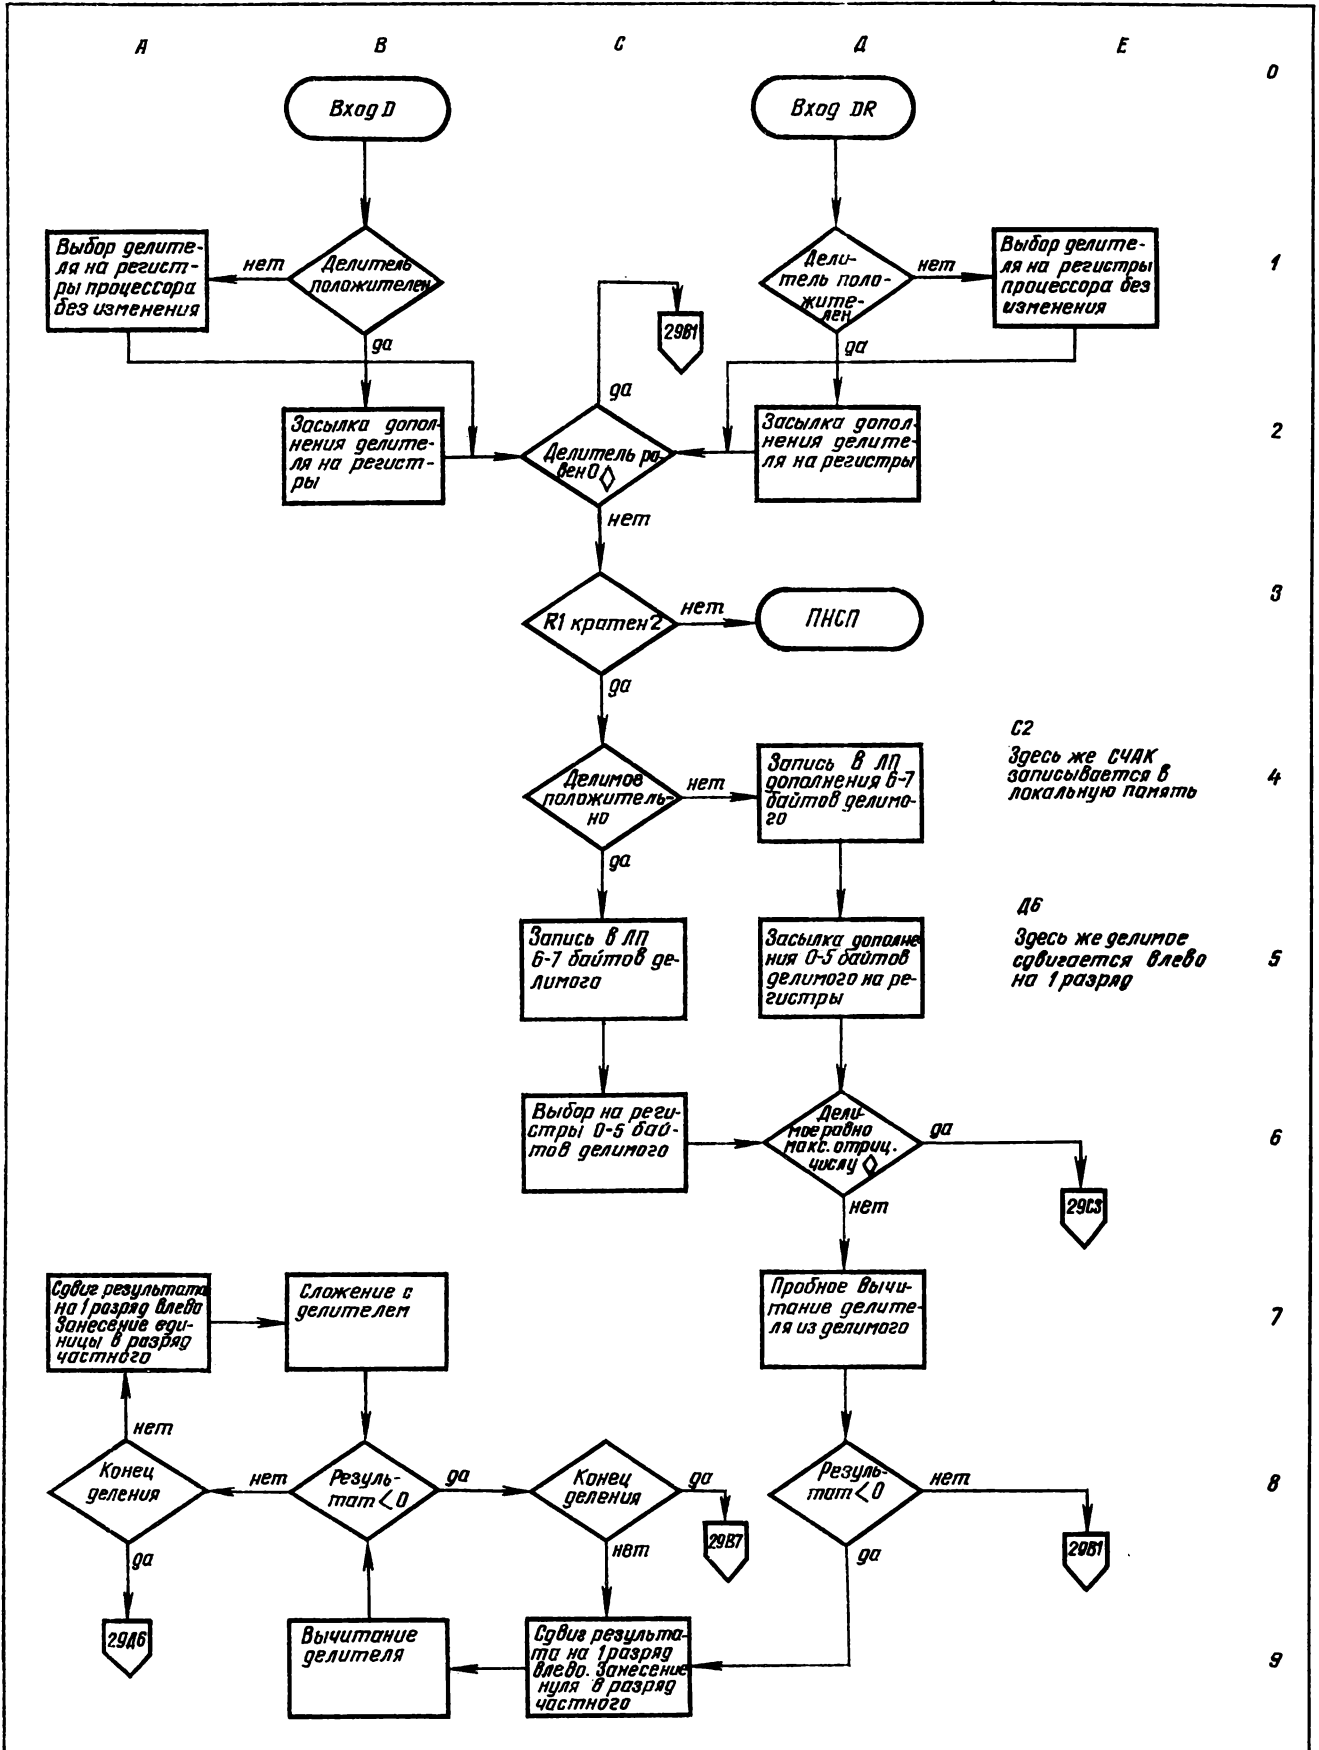 А В С Д Е
0
Вход D
Вход DR
Выбор делите-
ля на регист-
ры процессора
без изменения
нет
Делитель
положителен
да
Дели-
тель поло-
жите-
лен
нет
да
Выбор делите-
ля на регистры
процессора без
изменения
1
29В1
да
Засылка допол-
нения делите-
ля на регист-
ры
Делитель ра-
вен 0
нет
Засылка допол-
нения делите-
ля на регистры
2
R1 кратен 2
нет
да
ПНСП
3
Делимов
положитель-
но
нет
да
Запись в ЛП
дополнения 6-7
байтов делимо-
го
С2
Здесь же СЧАК
записывается в
локальную память
4
Запись в ЛП
6-7 байтов де-
лимого
Засылка дополне
ния 0-5 байтов
делимого на ре-
гистры
Д6
Здесь же делимое
сдвигается влево
на 1 разряд
5
Выбор на реги-
стры 0-5 бай-
тов делимого
Дели-
мое равно
макс. отриц.
числу
да
нет
29С3
6
Сдвиг результата
на 1 разряд влево
Занесение еди-
ницы в разряд
частного
Сложение с
делителем
Пробное вычи-
тание делите-
ля из делимого
7
нет
Конец
деления
да
нет
Резуль-
тат <0
да
Конец
деления
да
нет
29В7
Резуль-
тат <0
нет
да
29В1
8
29Д6
Вычитание
делителя
Сдвиг результа-
та на 1 разряд
влево. Занесение
нуля в разряд
частного
9